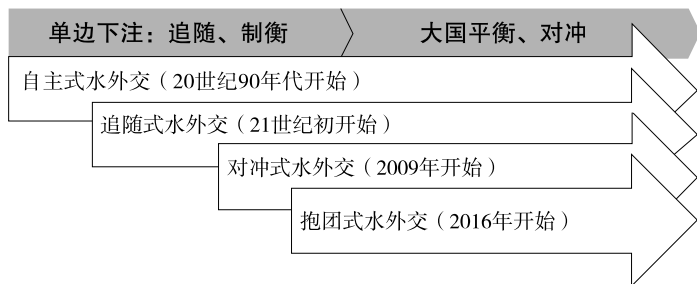 单边下注：追随、制衡
大国平衡、对冲
自主式水外交（20世纪90年代开始）
追随式水外交（21世纪初开始）
对冲式水外交（2009年开始）
抱团式水外交（2016年开始）